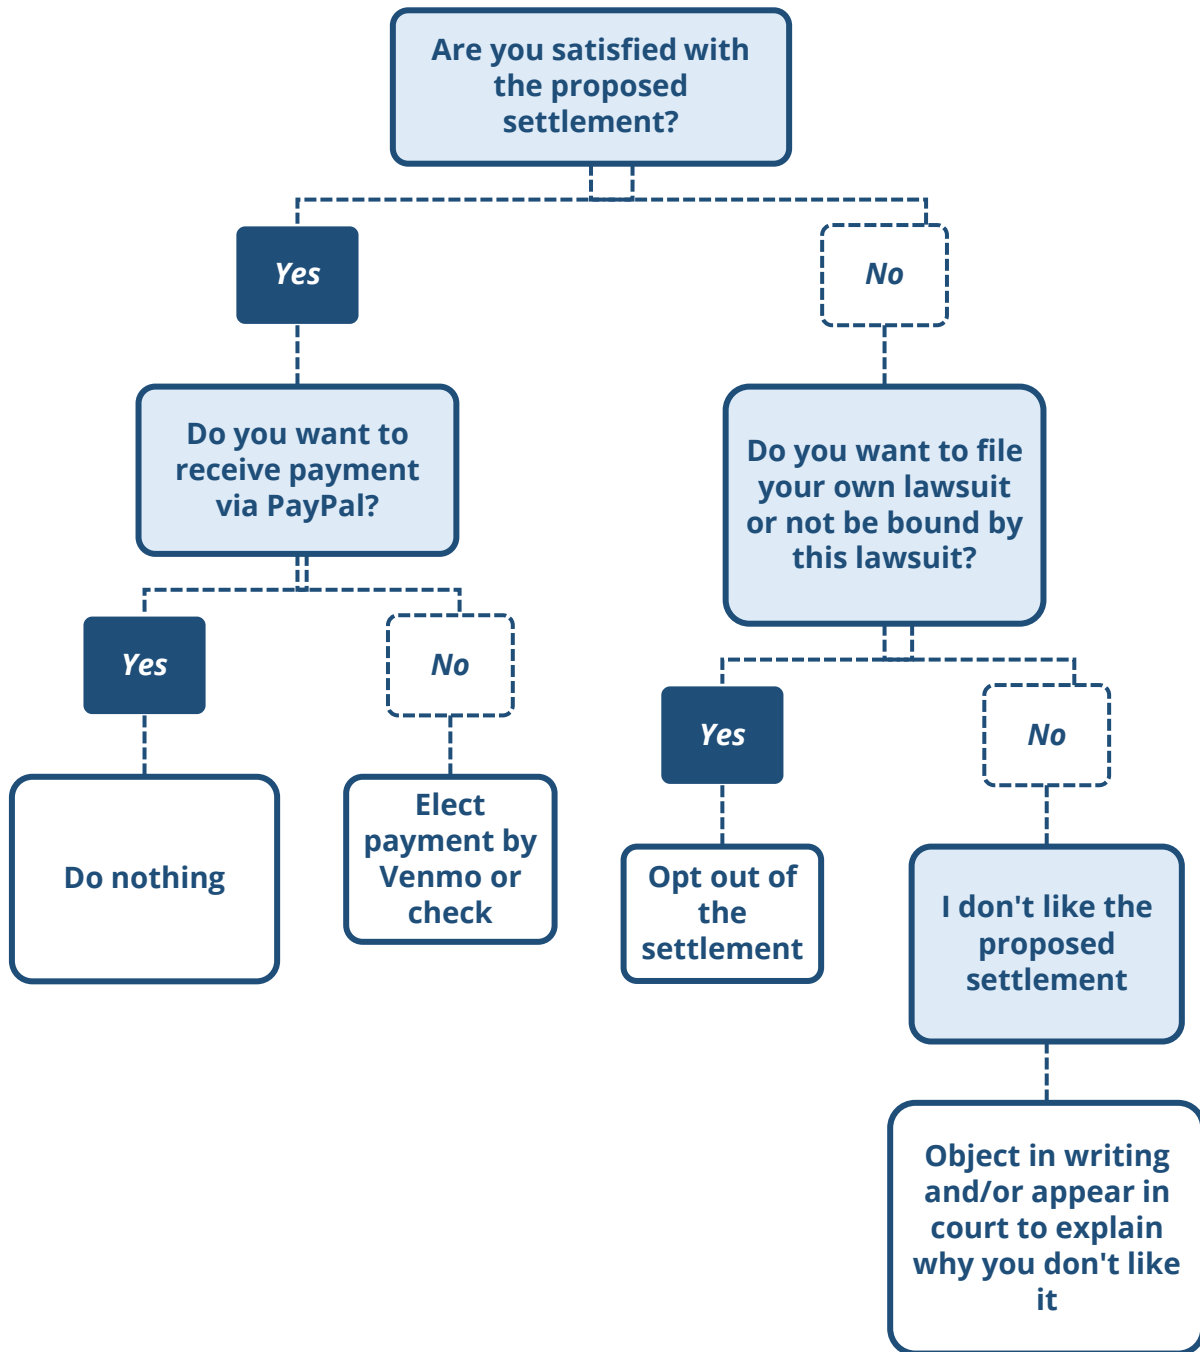 Are you satisfied with
the proposed
settlement?
Yes
No
Do you want to
receive payment
via PayPal?
Do you want to file
your own lawsuit
or not be bound by
this lawsuit?
Yes
No
Yes
No
Do nothing
Elect
payment by
Venmo or
check
Opt out of
the
settlement
I don't like the
proposed
settlement
Object in writing
and/or appear in
court to explain
why you don't like
it